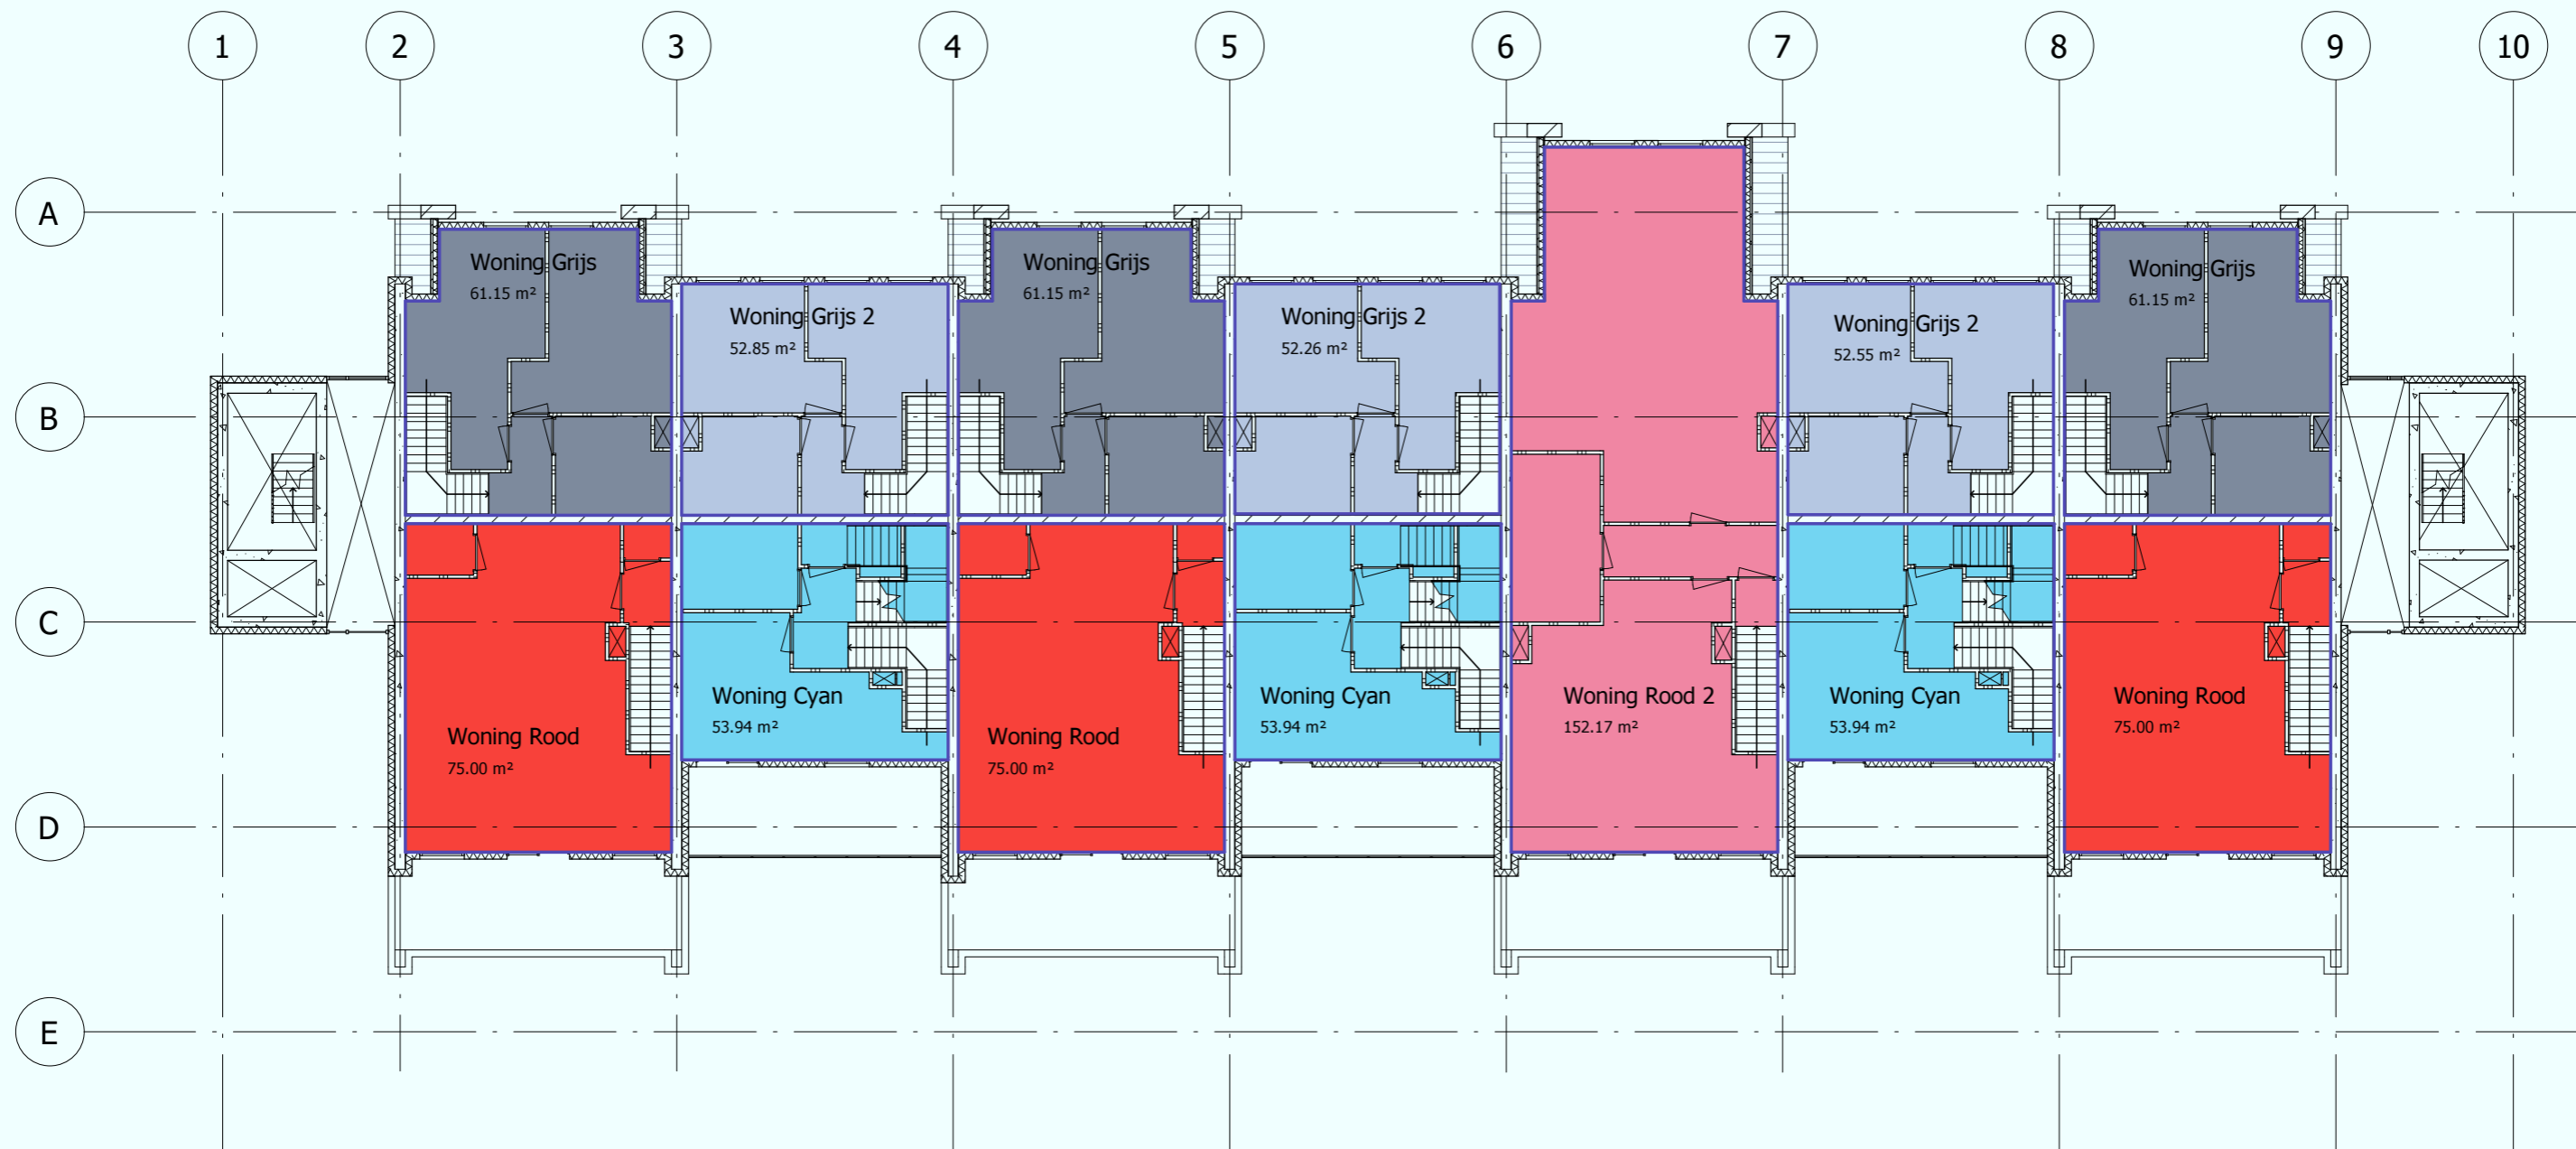 1 2 3 4 5 6 7 8 9 10
A
Woning Grijs
61.15 m²
Woning Grijs
61.15 m²
Woning Grijs
61.15 m²
Woning Grijs 2
52.85 m²
Woning Grijs 2
52.26 m²
Woning Grijs 2
52.55 m²
B
C
Woning Rood
75.00 m²
Woning Cyan
53.94 m²
Woning Rood
75.00 m²
Woning Cyan
53.94 m²
Woning Rood 2
152.17 m²
Woning Cyan
53.94 m²
Woning Rood
75.00 m²
D
E